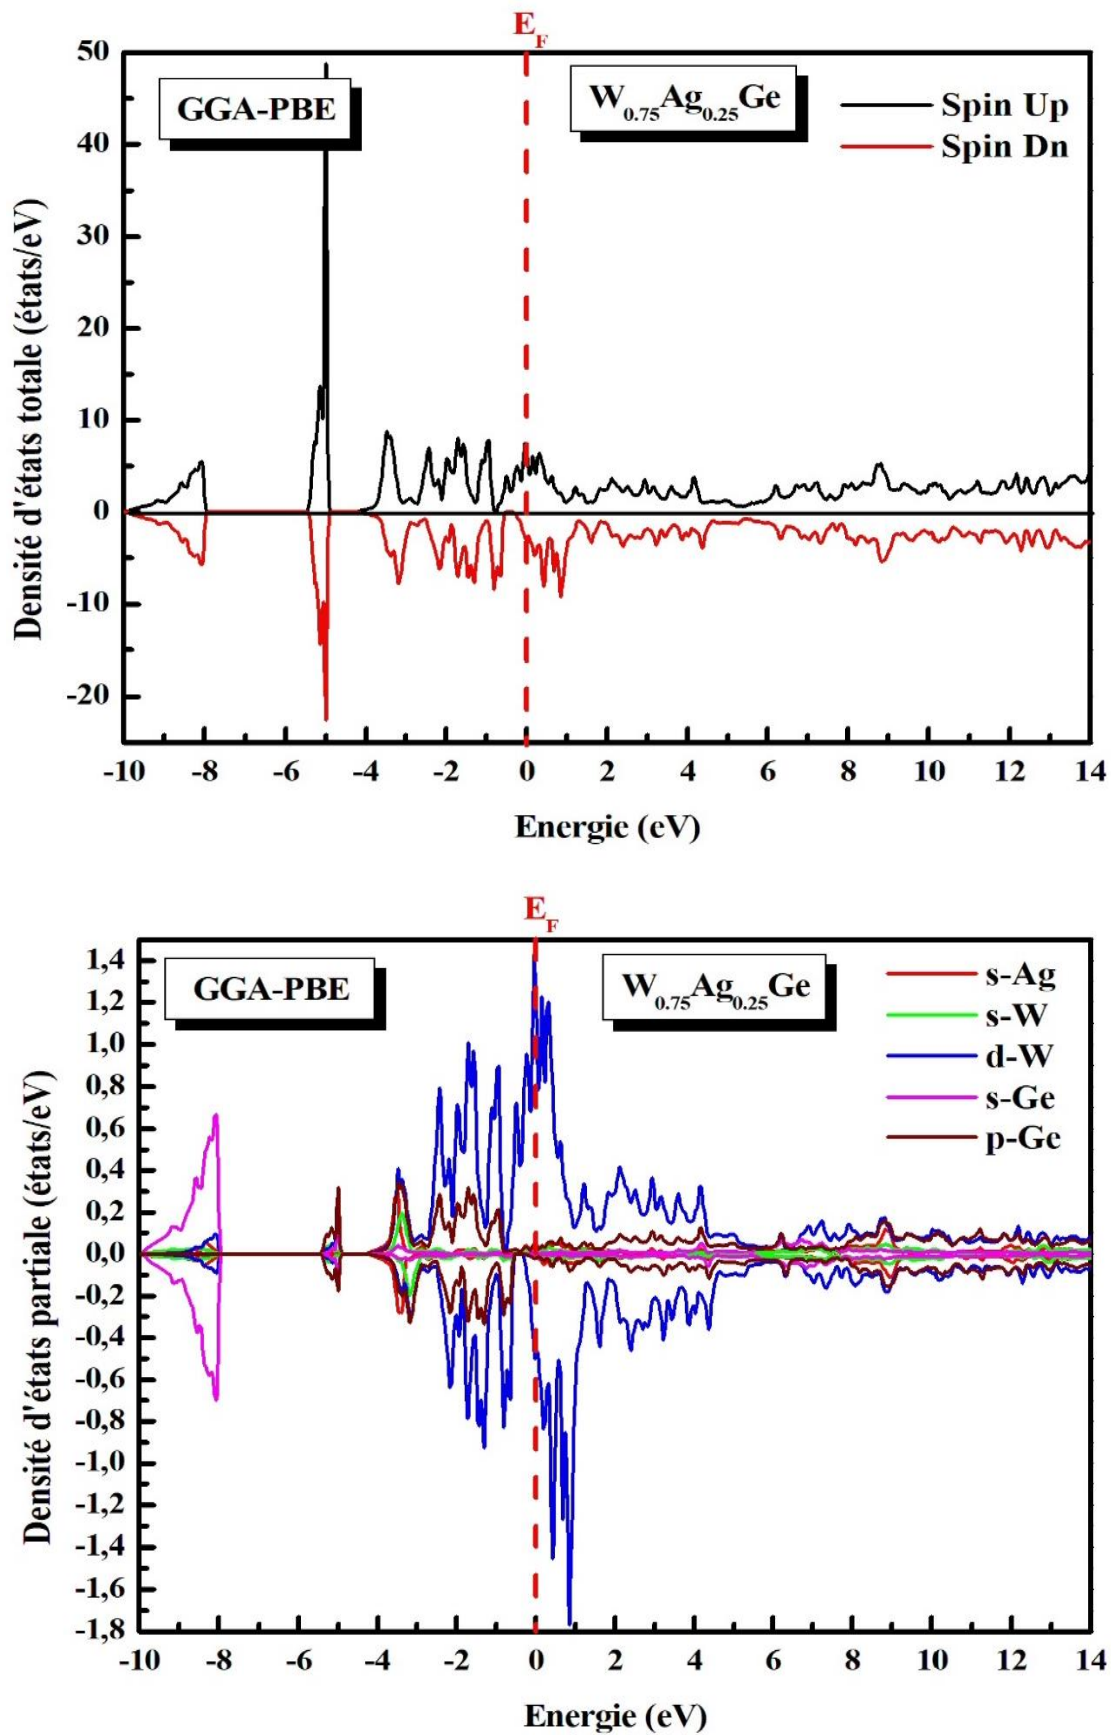 E_F
GGA-PBE
W_0.75Ag_0.25Ge
Spin Up
Spin Dn
Densité d'états totale (états/eV)
50
40
30
20
10
0
-10
-20
-10 -8 -6 -4 -2 0 2 4 6 8 10 12 14
Energie (eV)
E_F
GGA-PBE
W_0.75Ag_0.25Ge
s-Ag
s-W
d-W
s-Ge
p-Ge
Densité d'états partiale (états/eV)
1,4
1,2
1,0
0,8
0,6
0,4
0,2
0,0
-0,2
-0,4
-0,6
-0,8
-1,0
-1,2
-1,4
-1,6
-1,8
-10 -8 -6 -4 -2 0 2 4 6 8 10 12 14
Energie (eV)